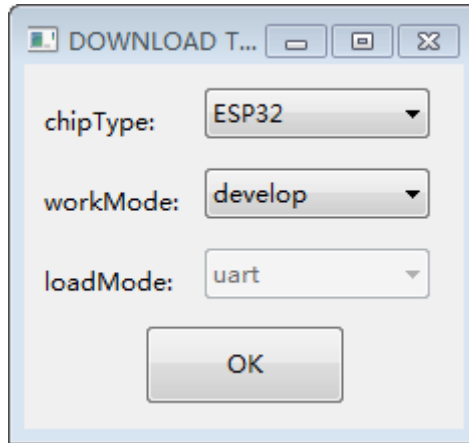 DOWNLOAD T...
chipType: ESP32
workMode: develop
loadMode: uart
OK